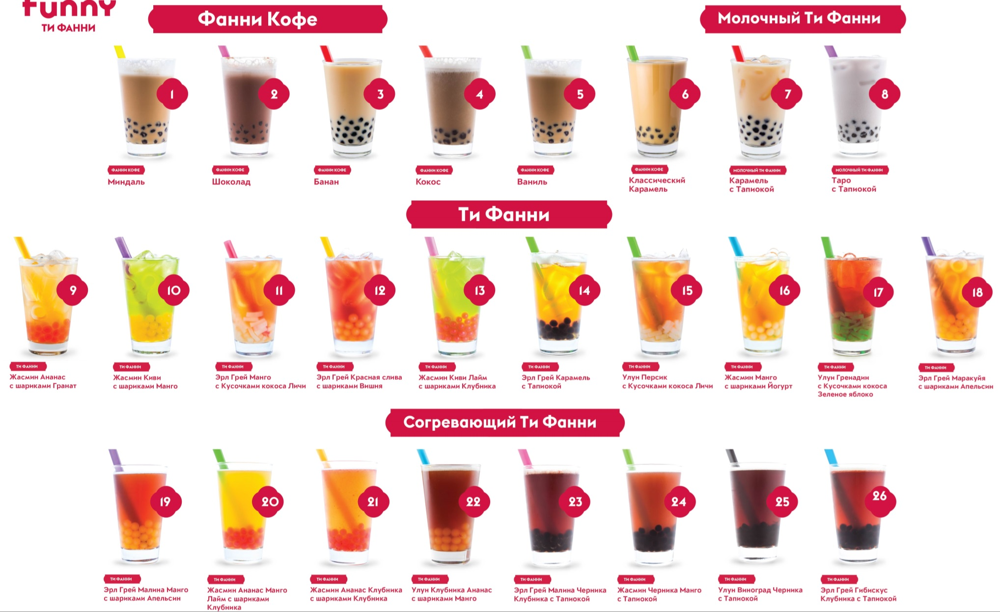 Funny
ТИ ФАННИ
Фанни Кофе
Молочный Ти Фанни
1
2
3
4
5
6
7
8
ФАННИ КОФЕ
Миндаль
ФАННИ КОФЕ
Шоколад
ФАННИ КОФЕ
Банан
ФАННИ КОФЕ
Кокос
ФАННИ КОФЕ
Ваниль
ФАННИ КОФЕ
Классический
Карамель
МОЛОЧНЫЙ ТИ ФАННИ
Карамель
с Тапиокой
МОЛОЧНЫЙ ТИ ФАННИ
Таро
с Тапиокой
Ти Фанни
9
10
11
12
13
14
15
16
17
18
ТИ ФАННИ
Жасмин Ананас
с шариками Гранат
ТИ ФАННИ
Жасмин Киви
с шариками Манго
ТИ ФАННИ
Эрл Грей Манго
с Кусочками кокоса Личи
ТИ ФАННИ
Эрл Грей Красная слива
с шариками Вишня
ТИ ФАННИ
Жасмин Киви Лайм
с шариками Клубника
ТИ ФАННИ
Эрл Грей Карамель
с Тапиокой
ТИ ФАННИ
Улун Персик
с Кусочками кокоса Личи
ТИ ФАННИ
Жасмин Манго
с шариками Йогурт
ТИ ФАННИ
Улун Гренадин
с Кусочками кокоса
Зеленое яблоко
ТИ ФАННИ
Эрл Грей Маракуйя
с шариками Апельсин
Согревающий Ти Фанни
19
20
21
22
23
24
25
26
ТИ ФАННИ
Эрл Грей Малина Манго
с шариками Апельсин
ТИ ФАННИ
Жасмин Ананас Манго
Лайм с шариками
Клубника
ТИ ФАННИ
Жасмин Ананас Клубника
с шариками Клубника
ТИ ФАННИ
Улун Клубника Ананас
с шариками Манго
ТИ ФАННИ
Эрл Грей Малина Черника
Клубника с Тапиокой
ТИ ФАННИ
Жасмин Черника Манго
с Тапиокой
ТИ ФАННИ
Улун Виноград Черника
с Тапиокой
ТИ ФАННИ
Эрл Грей Гибискус
Клубника с Тапиокой